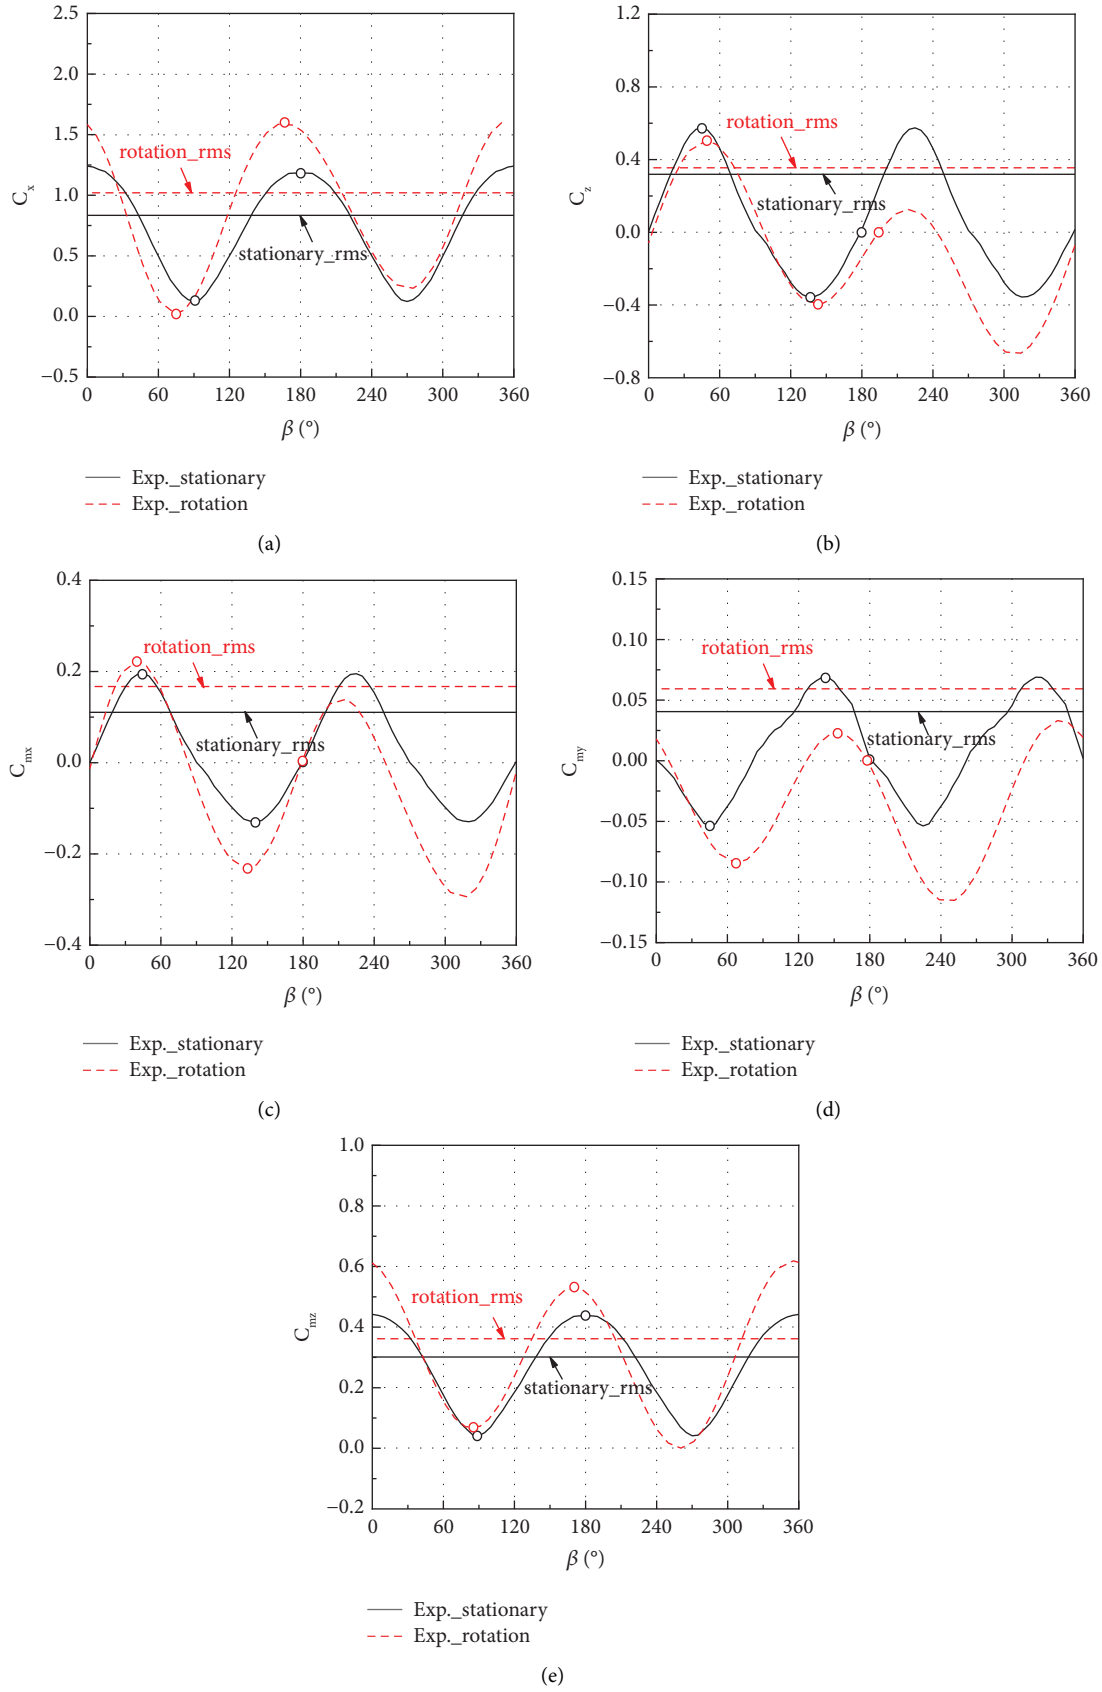 2.5
2.0
1.5
1.0
0.5
0.0
−0.5
Cx
rotation_rms
stationary_rms
0 60 120 180 240 300 360
β (°)
Exp._stationary
Exp._rotation
(a)
1.2
0.8
0.4
0.0
−0.4
−0.8
Cz
rotation_rms
stationary_rms
0 60 120 180 240 300 360
β (°)
Exp._stationary
Exp._rotation
(b)
0.4
0.2
0.0
−0.2
−0.4
Cmx
rotation_rms
stationary_rms
0 60 120 180 240 300 360
β (°)
Exp._stationary
Exp._rotation
(c)
0.15
0.10
0.05
0.00
−0.05
−0.10
−0.15
Cmy
rotation_rms
stationary_rms
0 60 120 180 240 300 360
β (°)
Exp._stationary
Exp._rotation
(d)
1.0
0.8
0.6
0.4
0.2
0.0
−0.2
Cmz
rotation_rms
stationary_rms
0 60 120 180 240 300 360
β (°)
Exp._stationary
Exp._rotation
(e)